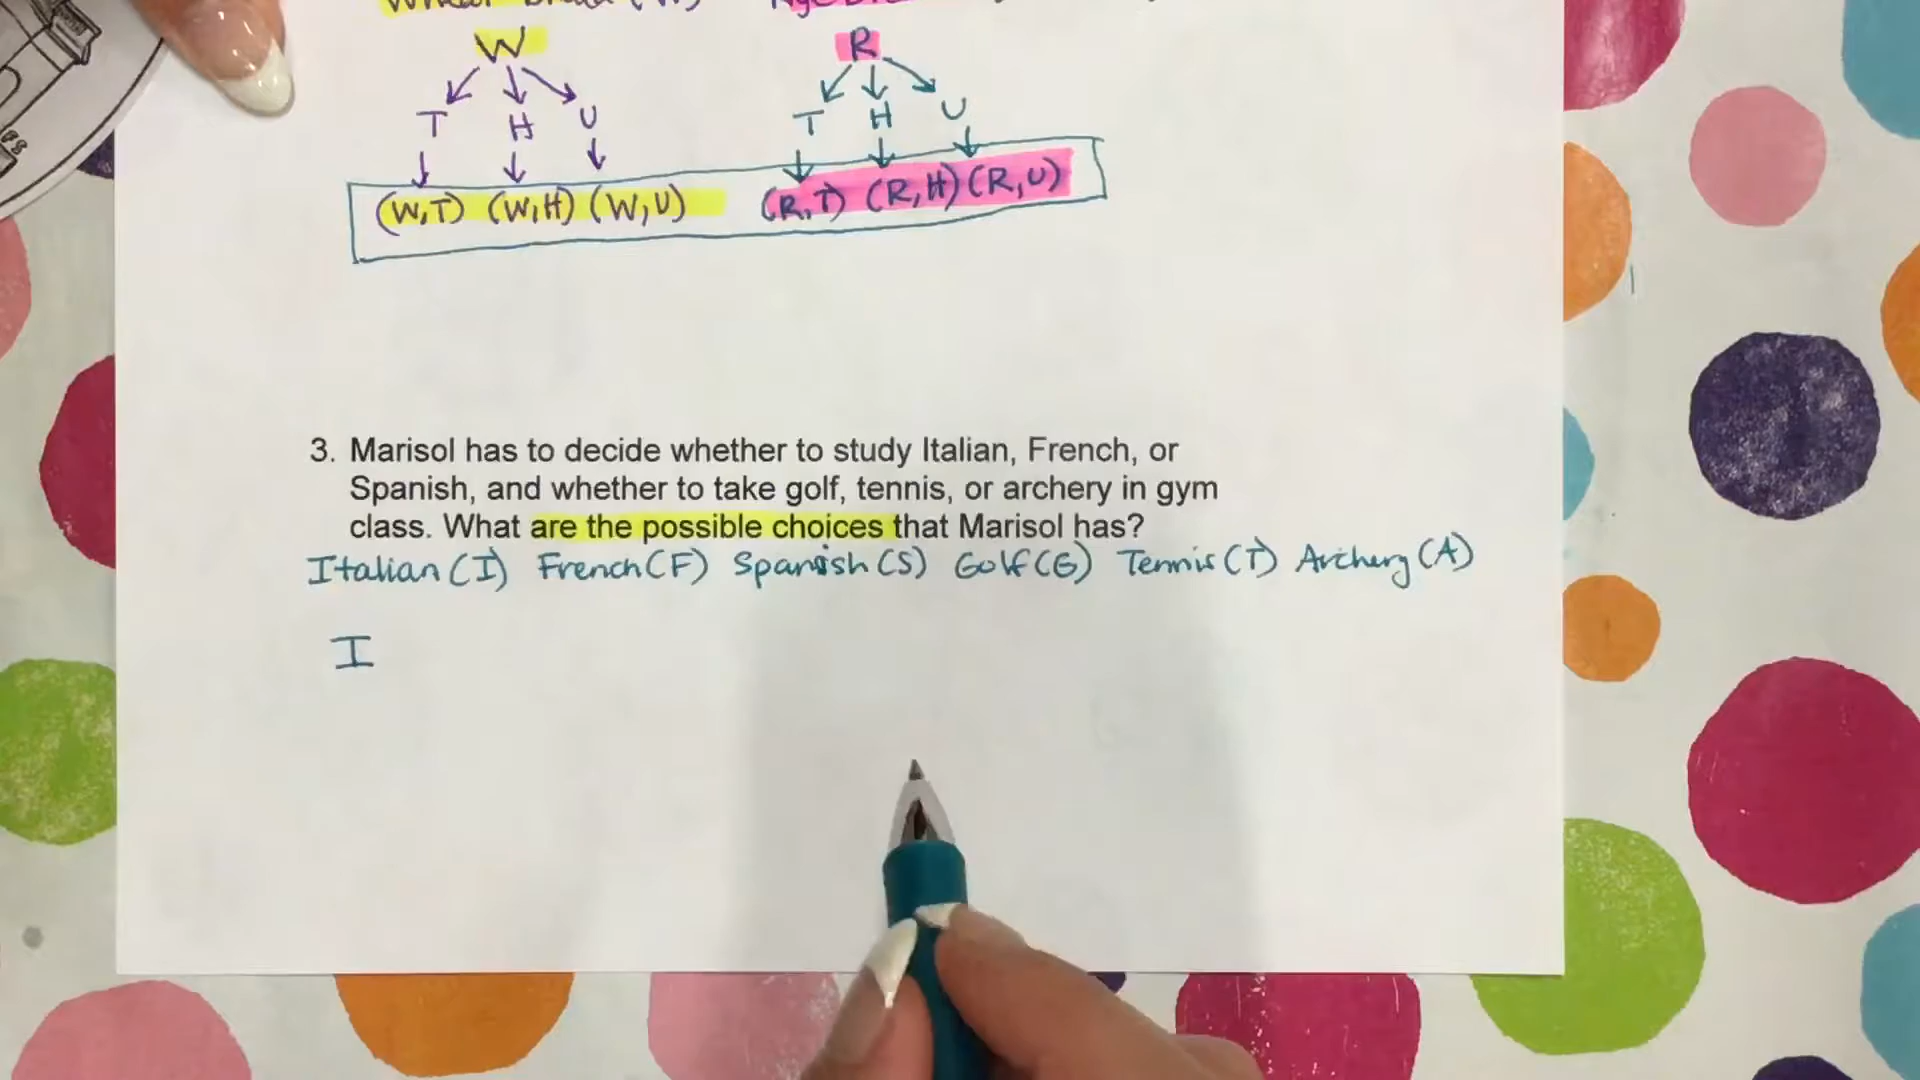 W R
T H U T H U
(W,T) (W,H) (W,U) (R,T) (R,H) (R,U)
3. Marisol has to decide whether to study Italian, French, or
Spanish, and whether to take golf, tennis, or archery in gym
class. What are the possible choices that Marisol has?
Italian (I) French (F) Spanish (S) Golf (G) Tennis (T) Archery (A)
I